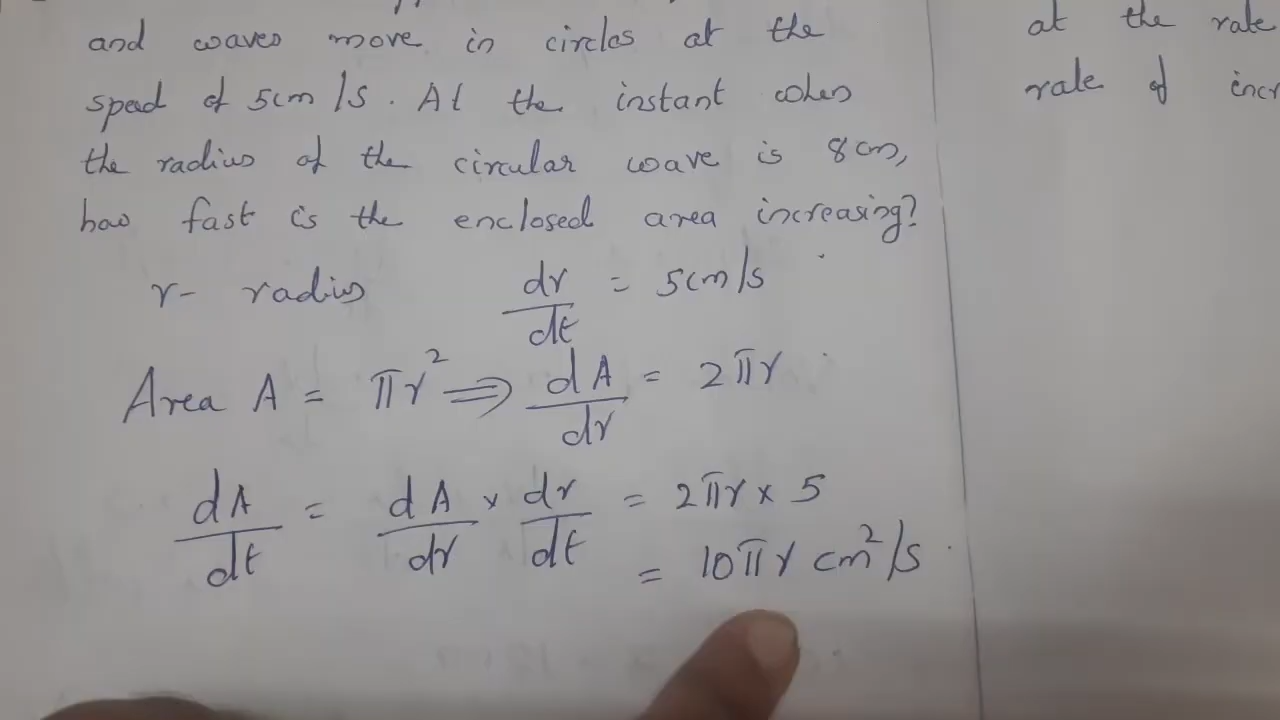 and waves move in circles at the
speed of 5cm/s. At the instant when
the radius of the circular wave is 8cm,
how fast is the enclosed area increasing?
r- radius dr/dt = 5cm/s
Area A = πr² ⟹ dA/dr = 2πr
dA/dt = dA/dr × dr/dt = 2πr × 5
= 10πr cm²/s
at the rate
rate of incr